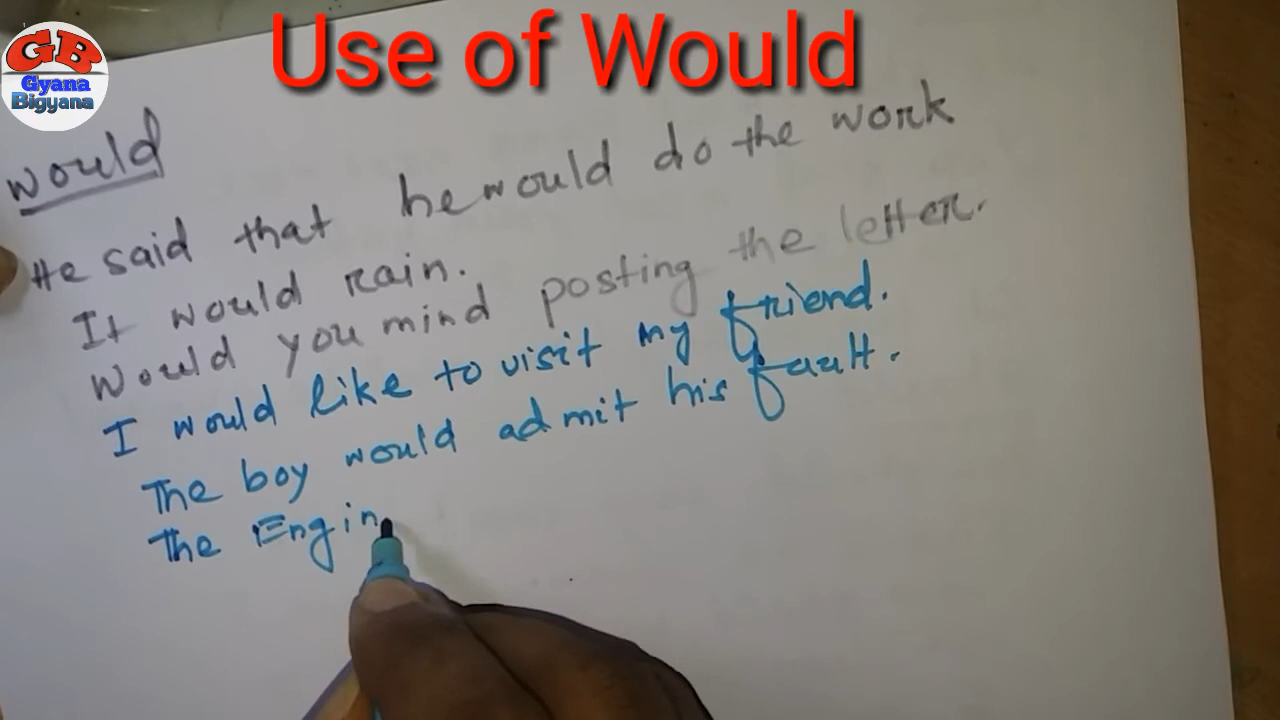 Use of Would
GB
Gyana
Bigyana
would
He said that he would do the work
It would rain.
Would you mind posting the letter.
I would like to visit my friend.
The boy would admit his fault.
The Engin